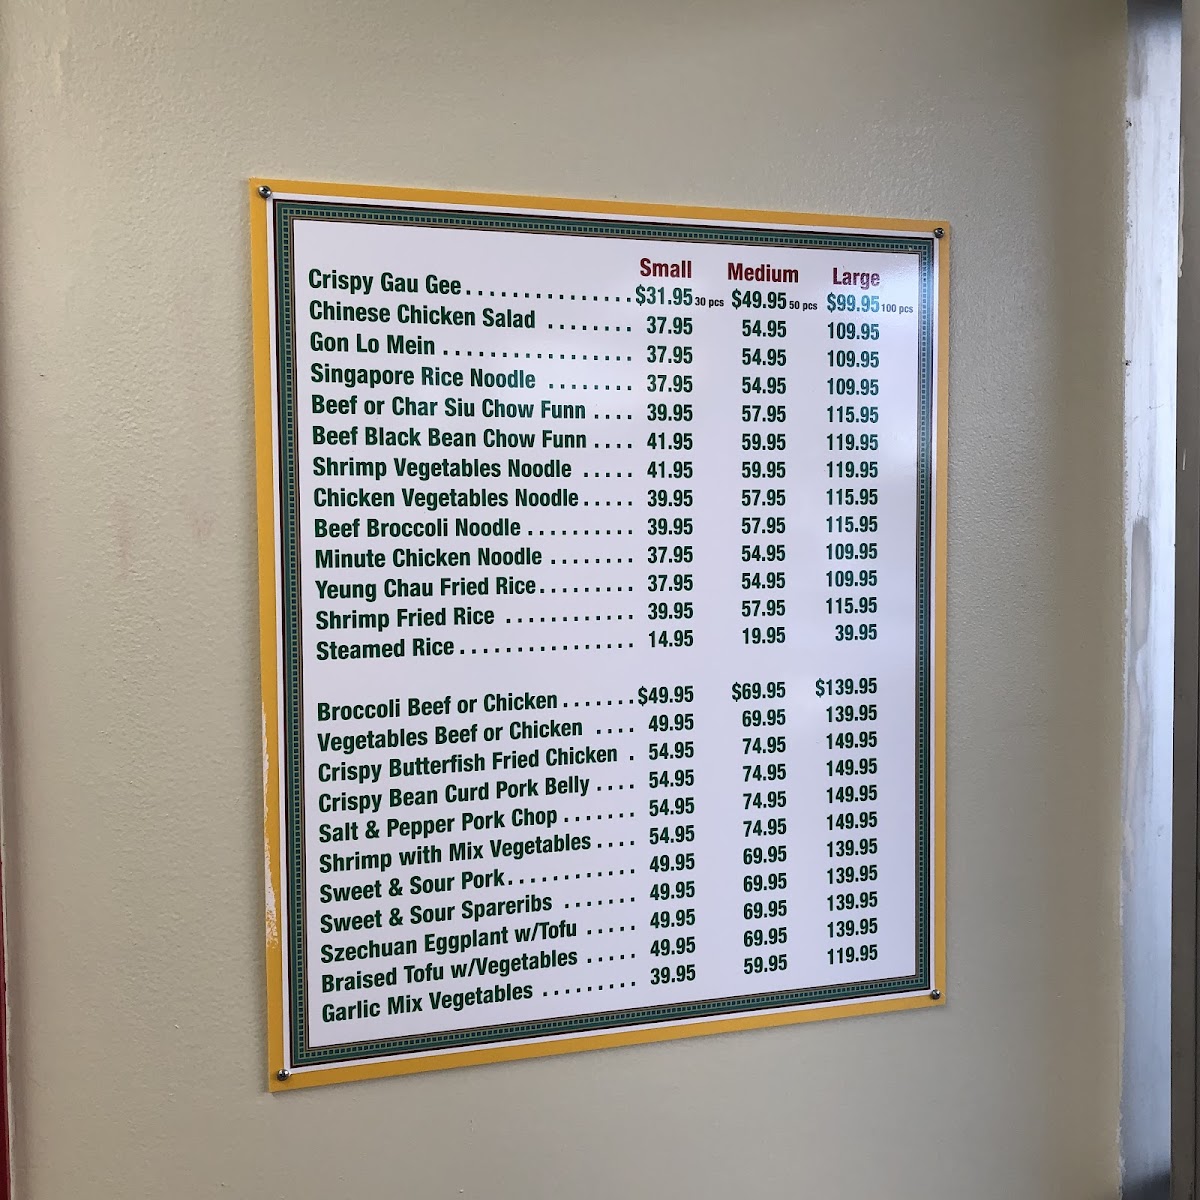 Small Medium Large
Crispy Gau Gee . . . . . . . . . . . . . . . $31.95 30 pcs $49.95 50 pcs $99.95 100 pcs
Chinese Chicken Salad . . . . . . . . 37.95 54.95 109.95
Gon Lo Mein . . . . . . . . . . . . . . . . . 37.95 54.95 109.95
Singapore Rice Noodle . . . . . . . . 37.95 54.95 109.95
Beef or Char Siu Chow Funn . . . . 39.95 57.95 115.95
Beef Black Bean Chow Funn . . . . 41.95 59.95 119.95
Shrimp Vegetables Noodle . . . . . 41.95 59.95 119.95
Chicken Vegetables Noodle . . . . . 39.95 57.95 115.95
Beef Broccoli Noodle . . . . . . . . . . 39.95 57.95 115.95
Minute Chicken Noodle . . . . . . . . 37.95 54.95 109.95
Yeung Chau Fried Rice . . . . . . . . . 37.95 54.95 109.95
Shrimp Fried Rice . . . . . . . . . . . . 39.95 57.95 115.95
Steamed Rice . . . . . . . . . . . . . . . . 14.95 19.95 39.95
Broccoli Beef or Chicken . . . . . . . $49.95 $69.95 $139.95
Vegetables Beef or Chicken . . . . 49.95 69.95 139.95
Crispy Butterfish Fried Chicken . 54.95 74.95 149.95
Crispy Bean Curd Pork Belly . . . . 54.95 74.95 149.95
Salt & Pepper Pork Chop . . . . . . . 54.95 74.95 149.95
Shrimp with Mix Vegetables . . . . 54.95 74.95 149.95
Sweet & Sour Pork . . . . . . . . . . . . 49.95 69.95 139.95
Sweet & Sour Spareribs . . . . . . . 49.95 69.95 139.95
Szechuan Eggplant w/Tofu . . . . . 49.95 69.95 139.95
Braised Tofu w/Vegetables . . . . . 49.95 69.95 139.95
Garlic Mix Vegetables . . . . . . . . . 39.95 59.95 119.95